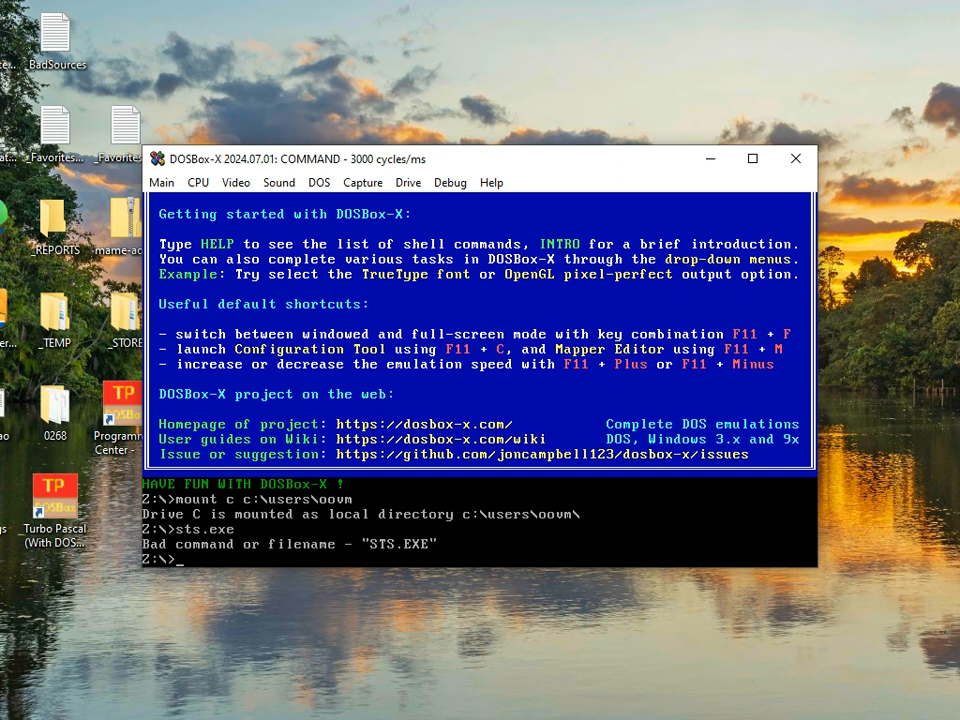 _BadSources
_Favorites...
_Favorites
_REPORTS
mame-ac
_TEMP
_STORE
0268
TP
DOSBox
Programm
Center -
TP
DOSBox
_Turbo Pascal
(With DOS...
DOSBox-X 2024.07.01: COMMAND - 3000 cycles/ms
Main CPU Video Sound DOS Capture Drive Debug Help
Getting started with DOSBox-X:
Type HELP to see the list of shell commands, INTRO for a brief introduction.
You can also complete various tasks in DOSBox-X through the drop-down menus.
Example: Try select the TrueType font or OpenGL pixel-perfect output option.
Useful default shortcuts:
- switch between windowed and full-screen mode with key combination F11 + F
- launch Configuration Tool using F11 + C, and Mapper Editor using F11 + M
- increase or decrease the emulation speed with F11 + Plus or F11 + Minus
DOSBox-X project on the web:
Homepage of project: https://dosbox-x.com/ Complete DOS emulations
User guides on Wiki: https://dosbox-x.com/wiki DOS, Windows 3.x and 9x
Issue or suggestion: https://github.com/joncampbell123/dosbox-x/issues
HAVE FUN WITH DOSBox-X !
Z:\>mount c c:\users\oovm
Drive C is mounted as local directory c:\users\oovm\
Z:\>sts.exe
Bad command or filename - "STS.EXE"
Z:\>_